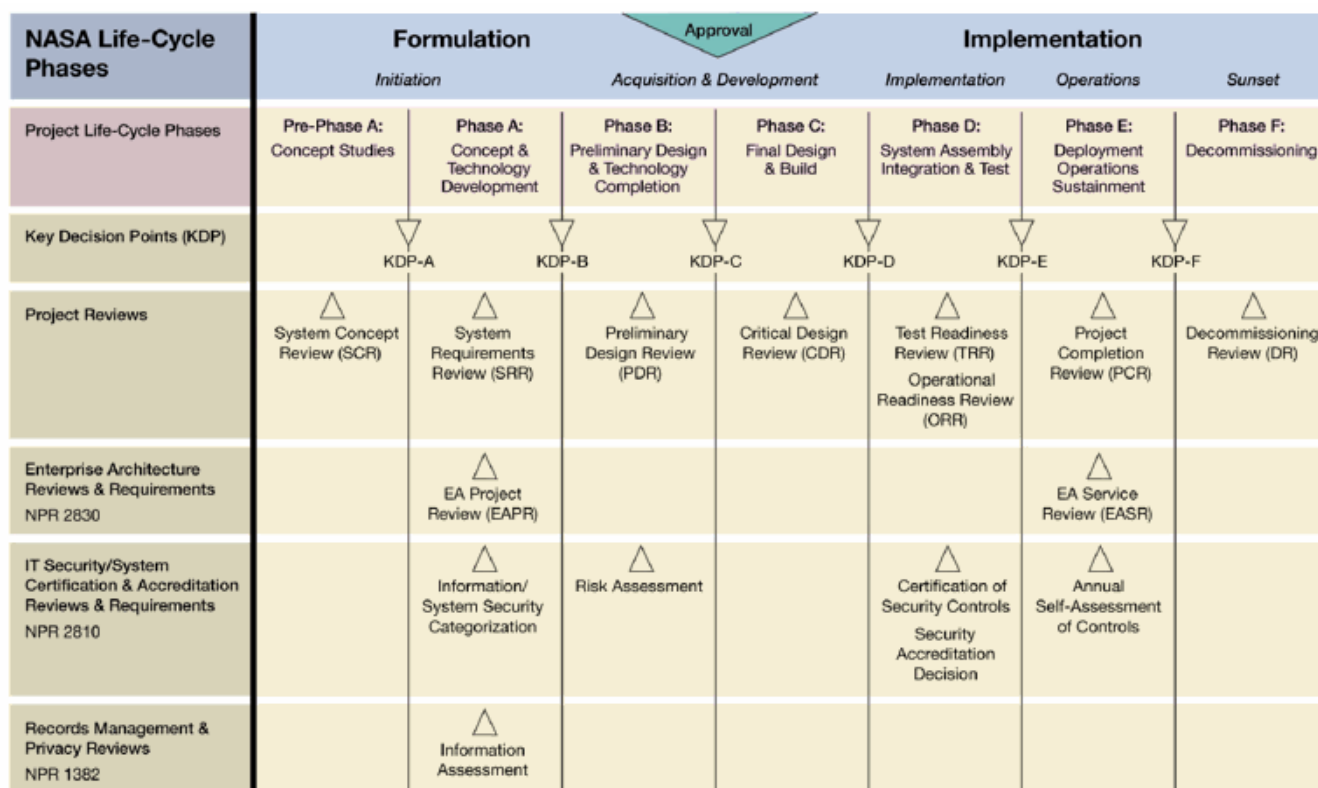 NASA Life-Cycle
Phases
Formulation
Approval
Implementation
Initiation
Acquisition & Development
Implementation
Operations
Sunset
Project Life-Cycle Phases
Pre-Phase A:
Concept Studies
Phase A:
Concept &
Technology
Development
Phase B:
Preliminary Design
& Technology
Completion
Phase C:
Final Design
& Build
Phase D:
System Assembly
Integration & Test
Phase E:
Deployment
Operations
Sustainment
Phase F:
Decommissioning
Key Decision Points (KDP)
KDP-A
KDP-B
KDP-C
KDP-D
KDP-E
KDP-F
Project Reviews
System Concept
Review (SCR)
System
Requirements
Review (SRR)
Preliminary
Design Review
(PDR)
Critical Design
Review (CDR)
Test Readiness
Review (TRR)
Operational
Readiness Review
(ORR)
Project
Completion
Review (PCR)
Decommissioning
Review (DR)
Enterprise Architecture
Reviews & Requirements
NPR 2830
EA Project
Review (EAPR)
EA Service
Review (EASR)
IT Security/System
Certification & Accreditation
Reviews & Requirements
NPR 2810
Information/
System Security
Categorization
Risk Assessment
Certification of
Security Controls
Security
Accreditation
Decision
Annual
Self-Assessment
of Controls
Records Management &
Privacy Reviews
NPR 1382
Information
Assessment